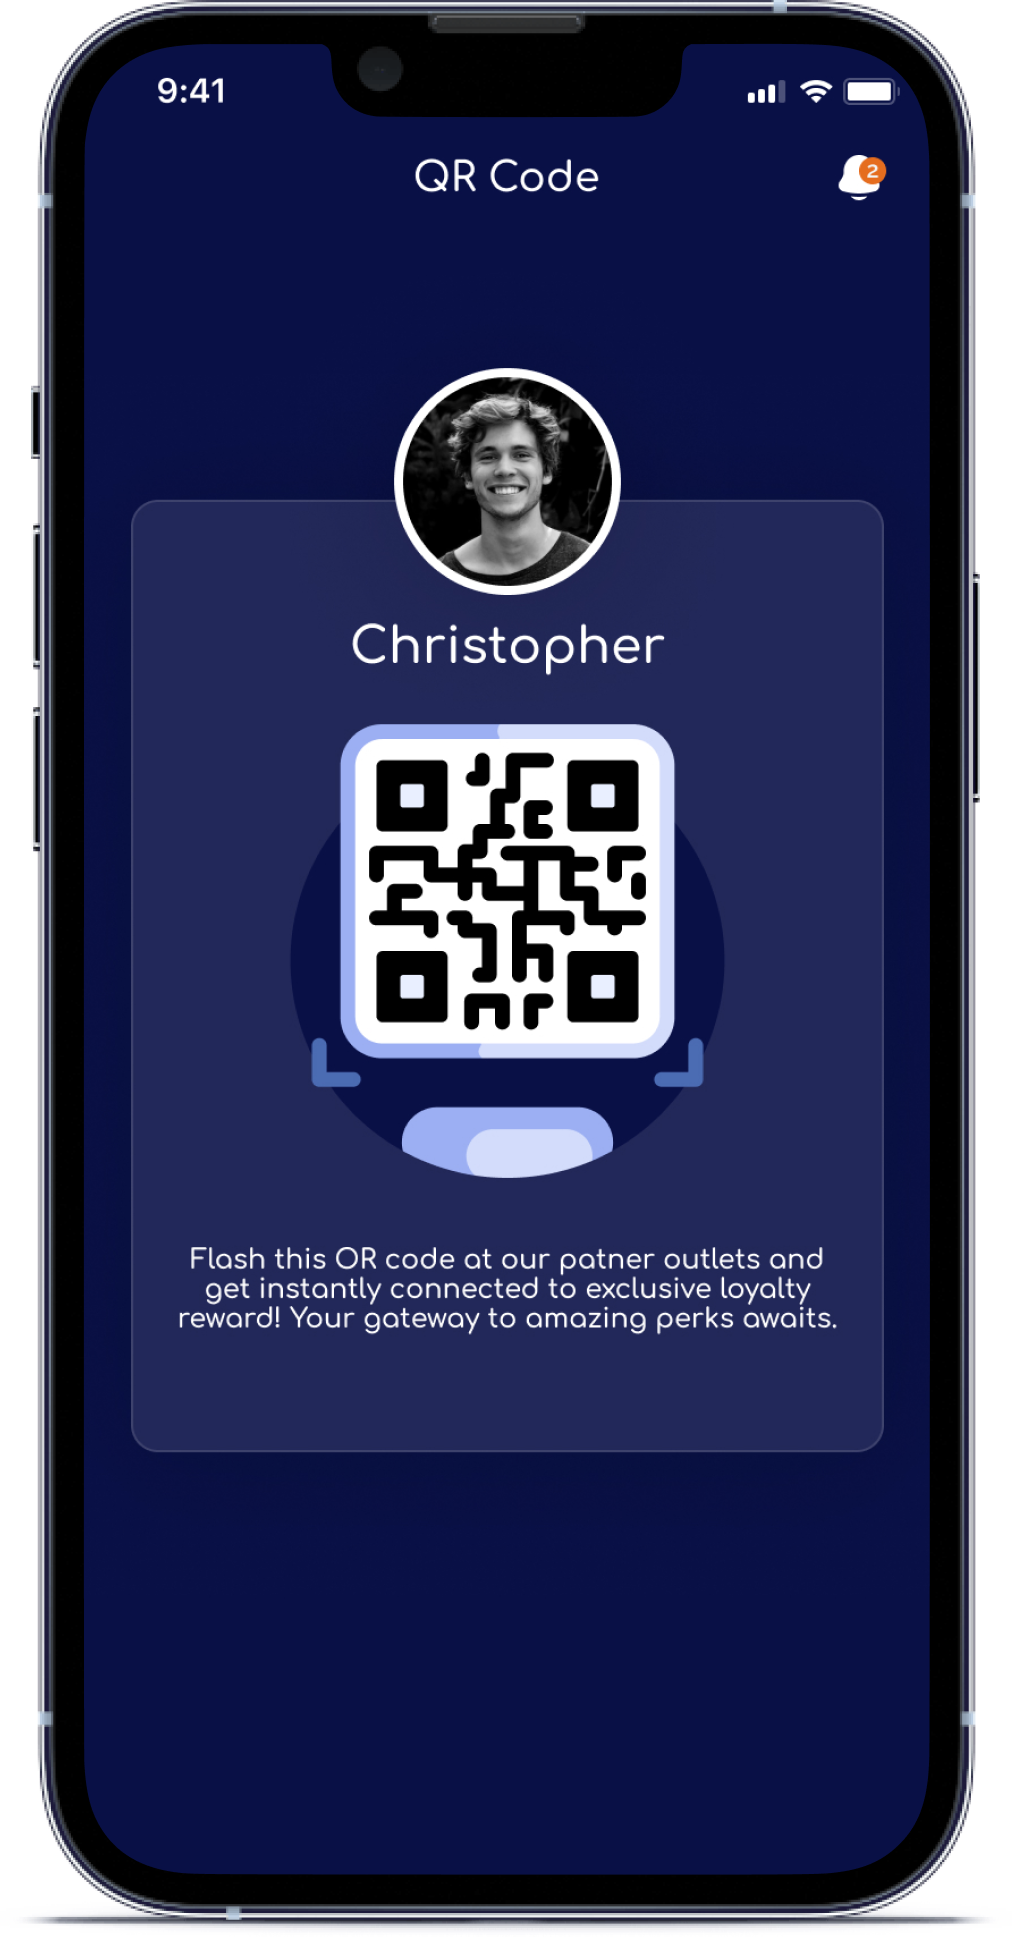 9:41
QR Code
2
Christopher
Flash this OR code at our patner outlets and
get instantly connected to exclusive loyalty
reward! Your gateway to amazing perks awaits.